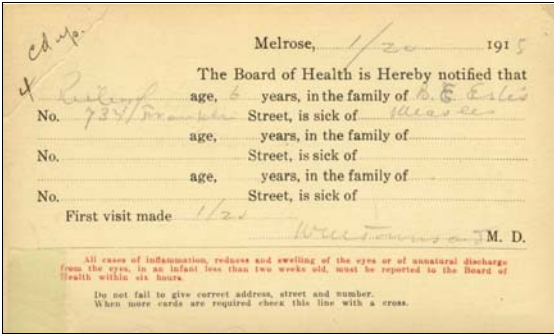 Melrose, 1/20 1915
The Board of Health is Hereby notified that
age, 6 years, in the family of B. E. Estis
No. 734 Franklin Street, is sick of Measles
age, years, in the family of
No. Street, is sick of
age, years, in the family of
No. Street, is sick of
First visit made 1/20
M. D.
All cases of inflammation, redness and swelling of the eyes or of unnatural discharge
from the eyes, in an infant less than two weeks old, must be reported to the Board of
Health within six hours.
Do not fail to give correct address, street and number.
When more cards are required check this line with a cross.